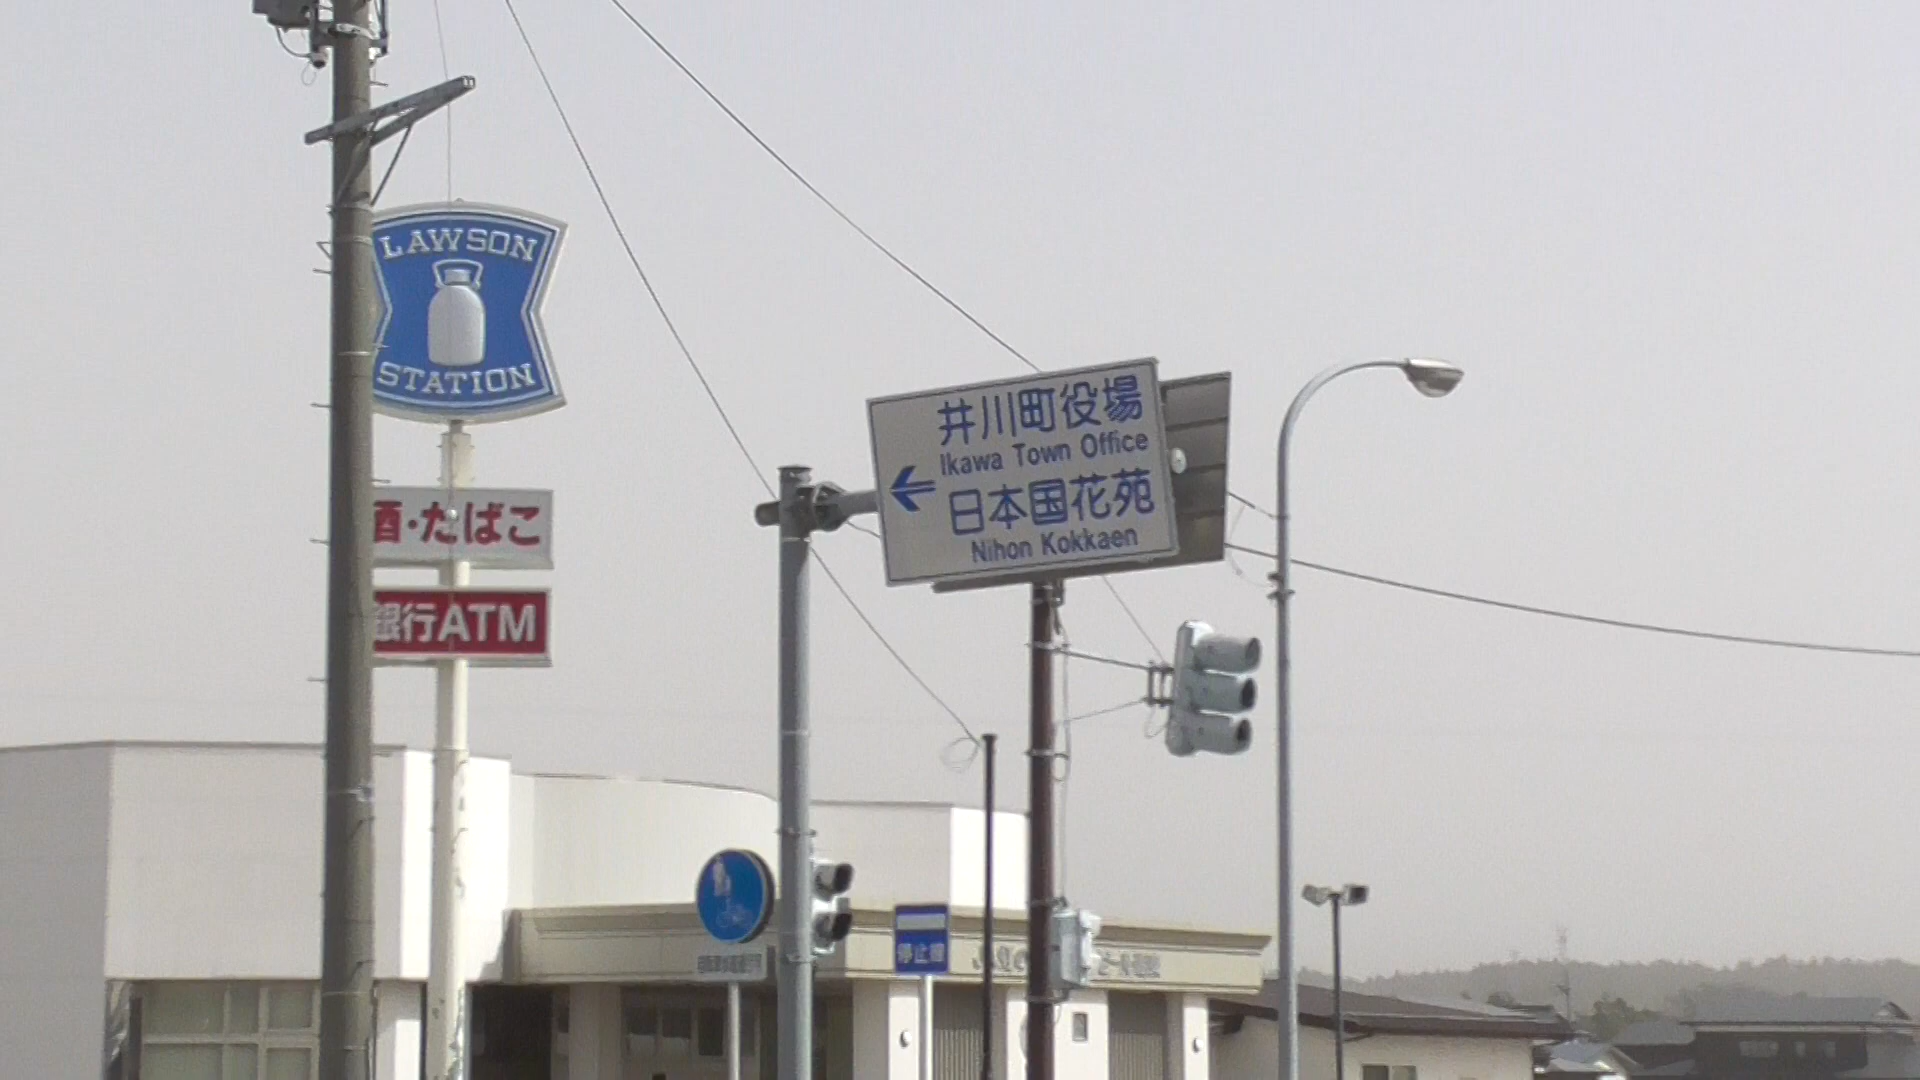 LAWSON
STATION
酒・たばこ
銀行ATM
井川町役場
Ikawa Town Office
日本国花苑
Nihon Kokkaen
停止線